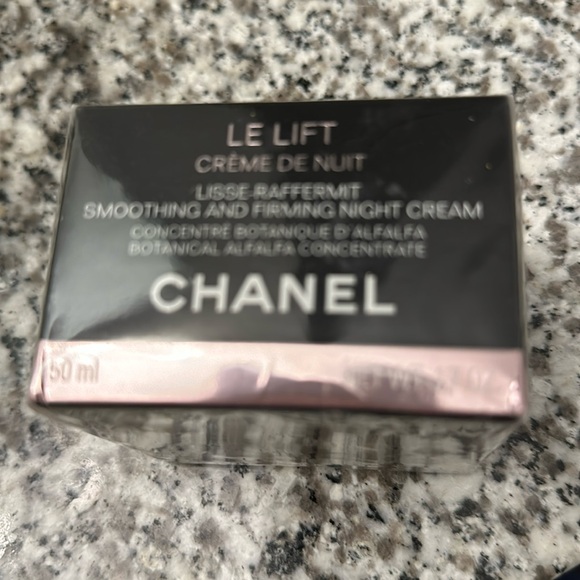 LE LIFT
CRÈME DE NUIT
LISSE-RAFFERMIT
SMOOTHING AND FIRMING NIGHT CREAM
CONCENTRÉ BOTANIQUE D'ALFALFA
BOTANICAL ALFALFA CONCENTRATE
CHANEL
50 ml